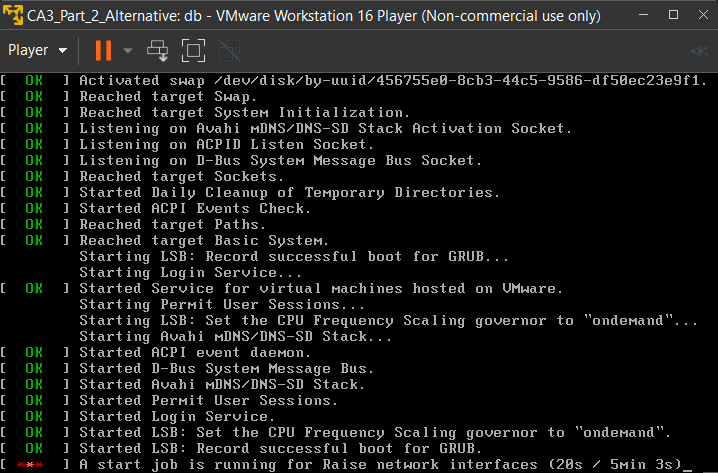 CA3_Part_2_Alternative: db - VMware Workstation 16 Player (Non-commercial use only)
Player
[  OK  ] Activated swap /dev/disk/by-uuid/456755e0-8cb3-44c5-9586-df50ec23e9f1.
[  OK  ] Reached target Swap.
[  OK  ] Reached target System Initialization.
[  OK  ] Listening on Avahi mDNS/DNS-SD Stack Activation Socket.
[  OK  ] Listening on ACPID Listen Socket.
[  OK  ] Listening on D-Bus System Message Bus Socket.
[  OK  ] Reached target Sockets.
[  OK  ] Started Daily Cleanup of Temporary Directories.
[  OK  ] Started ACPI Events Check.
[  OK  ] Reached target Paths.
[  OK  ] Reached target Basic System.
Starting LSB: Record successful boot for GRUB...
Starting Login Service...
[  OK  ] Started Service for virtual machines hosted on VMware.
Starting Permit User Sessions...
Starting LSB: Set the CPU Frequency Scaling governor to "ondemand"...
Starting Avahi mDNS/DNS-SD Stack...
[  OK  ] Started ACPI event daemon.
[  OK  ] Started D-Bus System Message Bus.
[  OK  ] Started Avahi mDNS/DNS-SD Stack.
[  OK  ] Started Permit User Sessions.
[  OK  ] Started Login Service.
[  OK  ] Started LSB: Set the CPU Frequency Scaling governor to "ondemand".
[  OK  ] Started LSB: Record successful boot for GRUB.
[ ***  ] A start job is running for Raise network interfaces (20s / 5min 3s)_